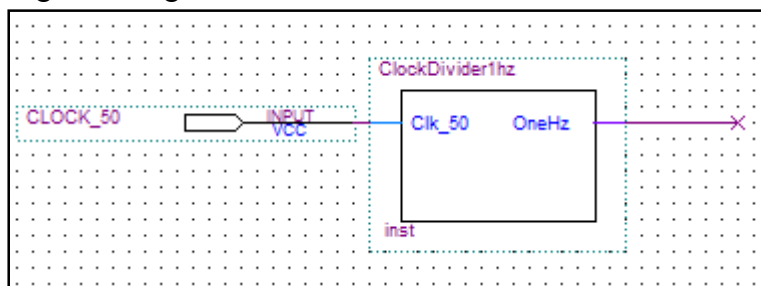 ClockDivider1hz
CLOCK_50
INPUT
VCC
Clk_50 OneHz
inst